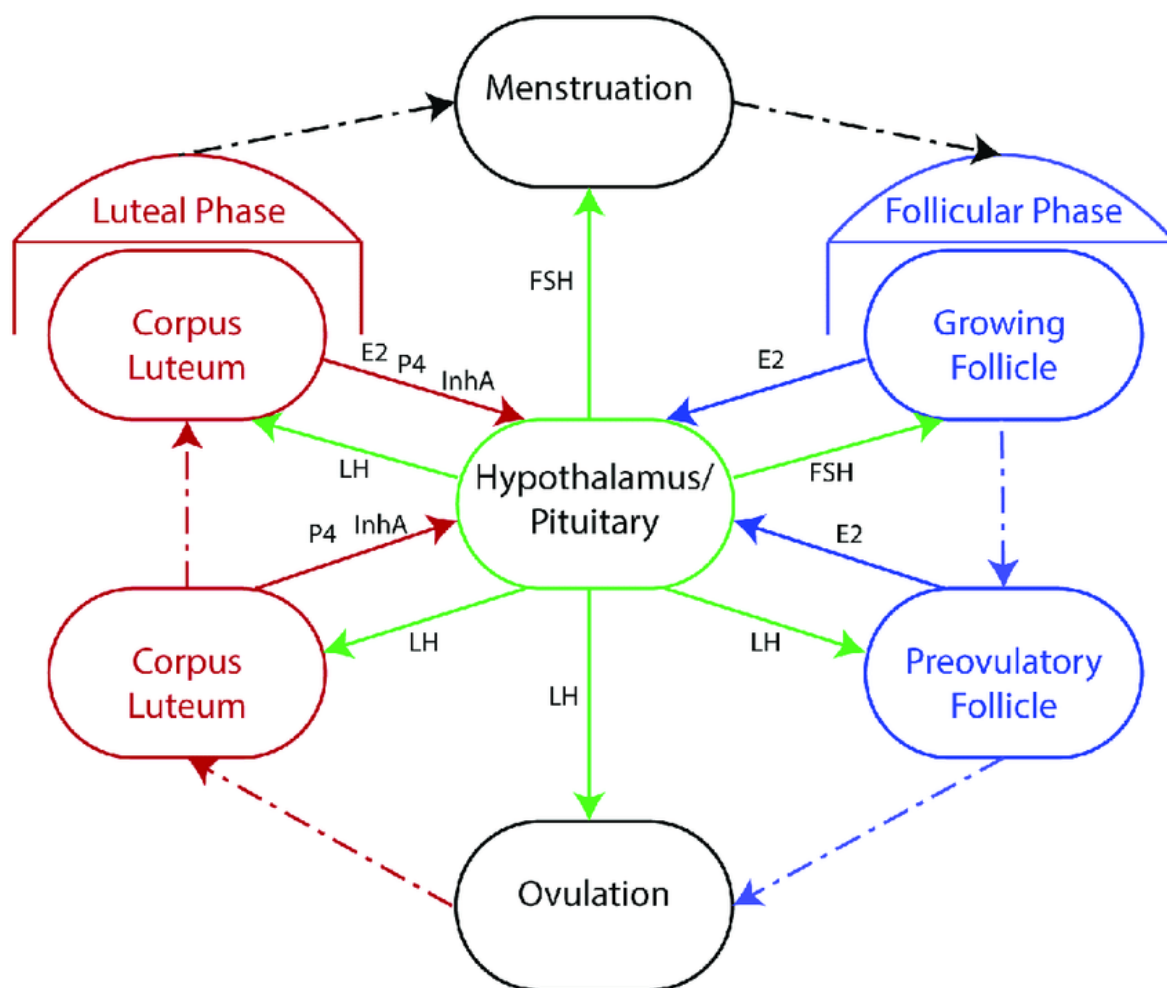 Menstruation
Luteal Phase
Follicular Phase
FSH
Corpus
Luteum
Growing
Follicle
E2
P4
InhA
E2
LH
FSH
Hypothalamus/
Pituitary
P4
InhA
E2
LH
LH
Corpus
Luteum
Preovulatory
Follicle
LH
Ovulation